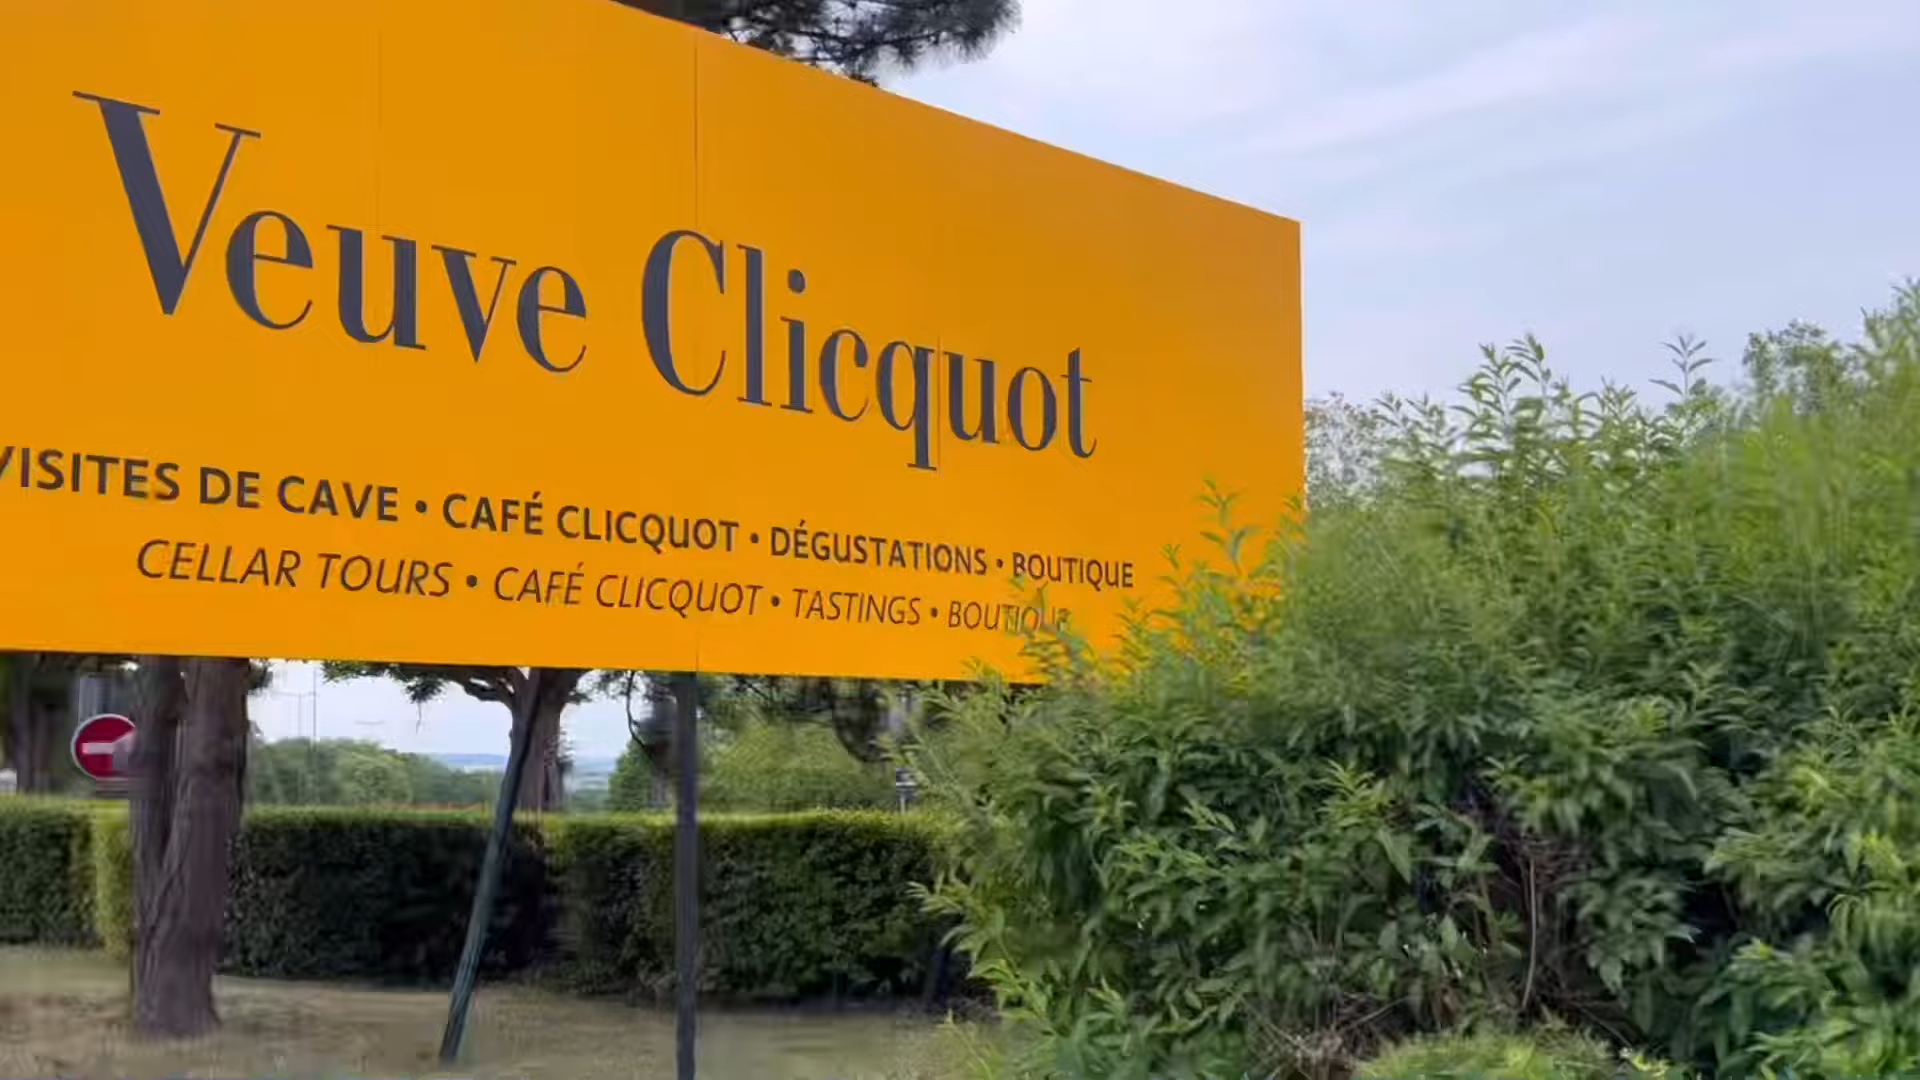 Veuve Clicquot
VISITES DE CAVE • CAFÉ CLICQUOT • DÉGUSTATIONS • BOUTIQUE
CELLAR TOURS • CAFÉ CLICQUOT • TASTINGS • BOUTIQUE